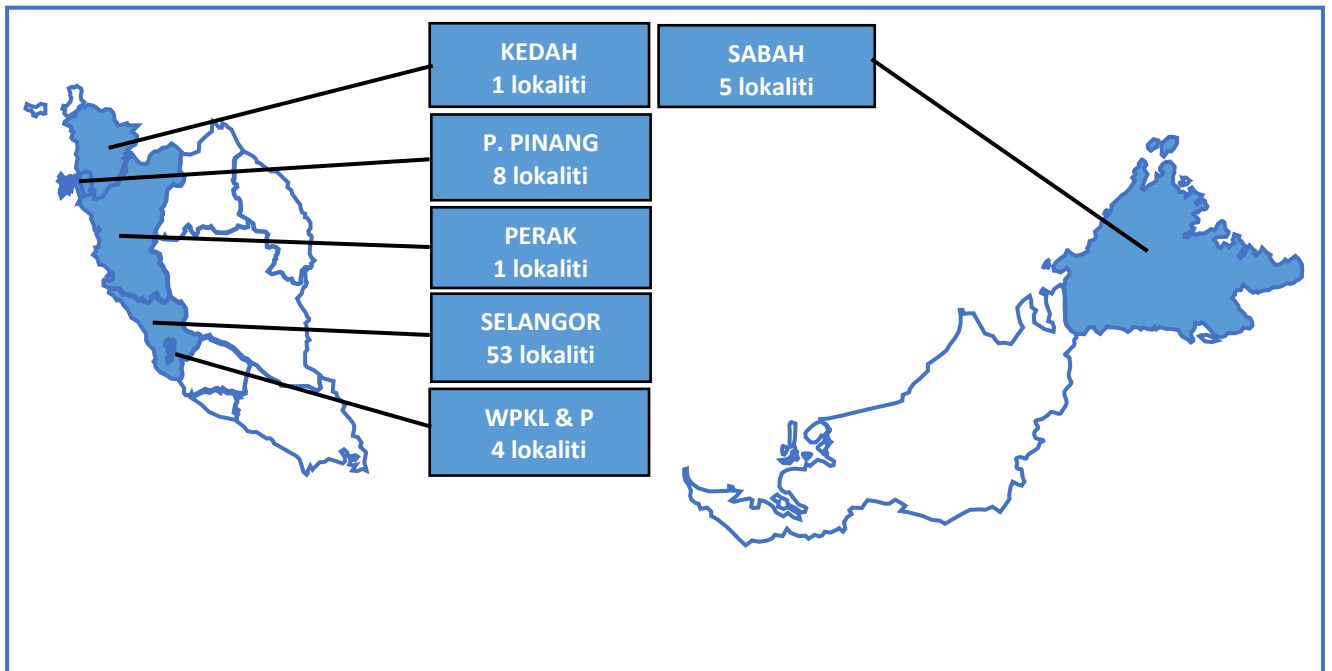 KEDAH
1 lokaliti
SABAH
5 lokaliti
P. PINANG
8 lokaliti
PERAK
1 lokaliti
SELANGOR
53 lokaliti
WPKL & P
4 lokaliti